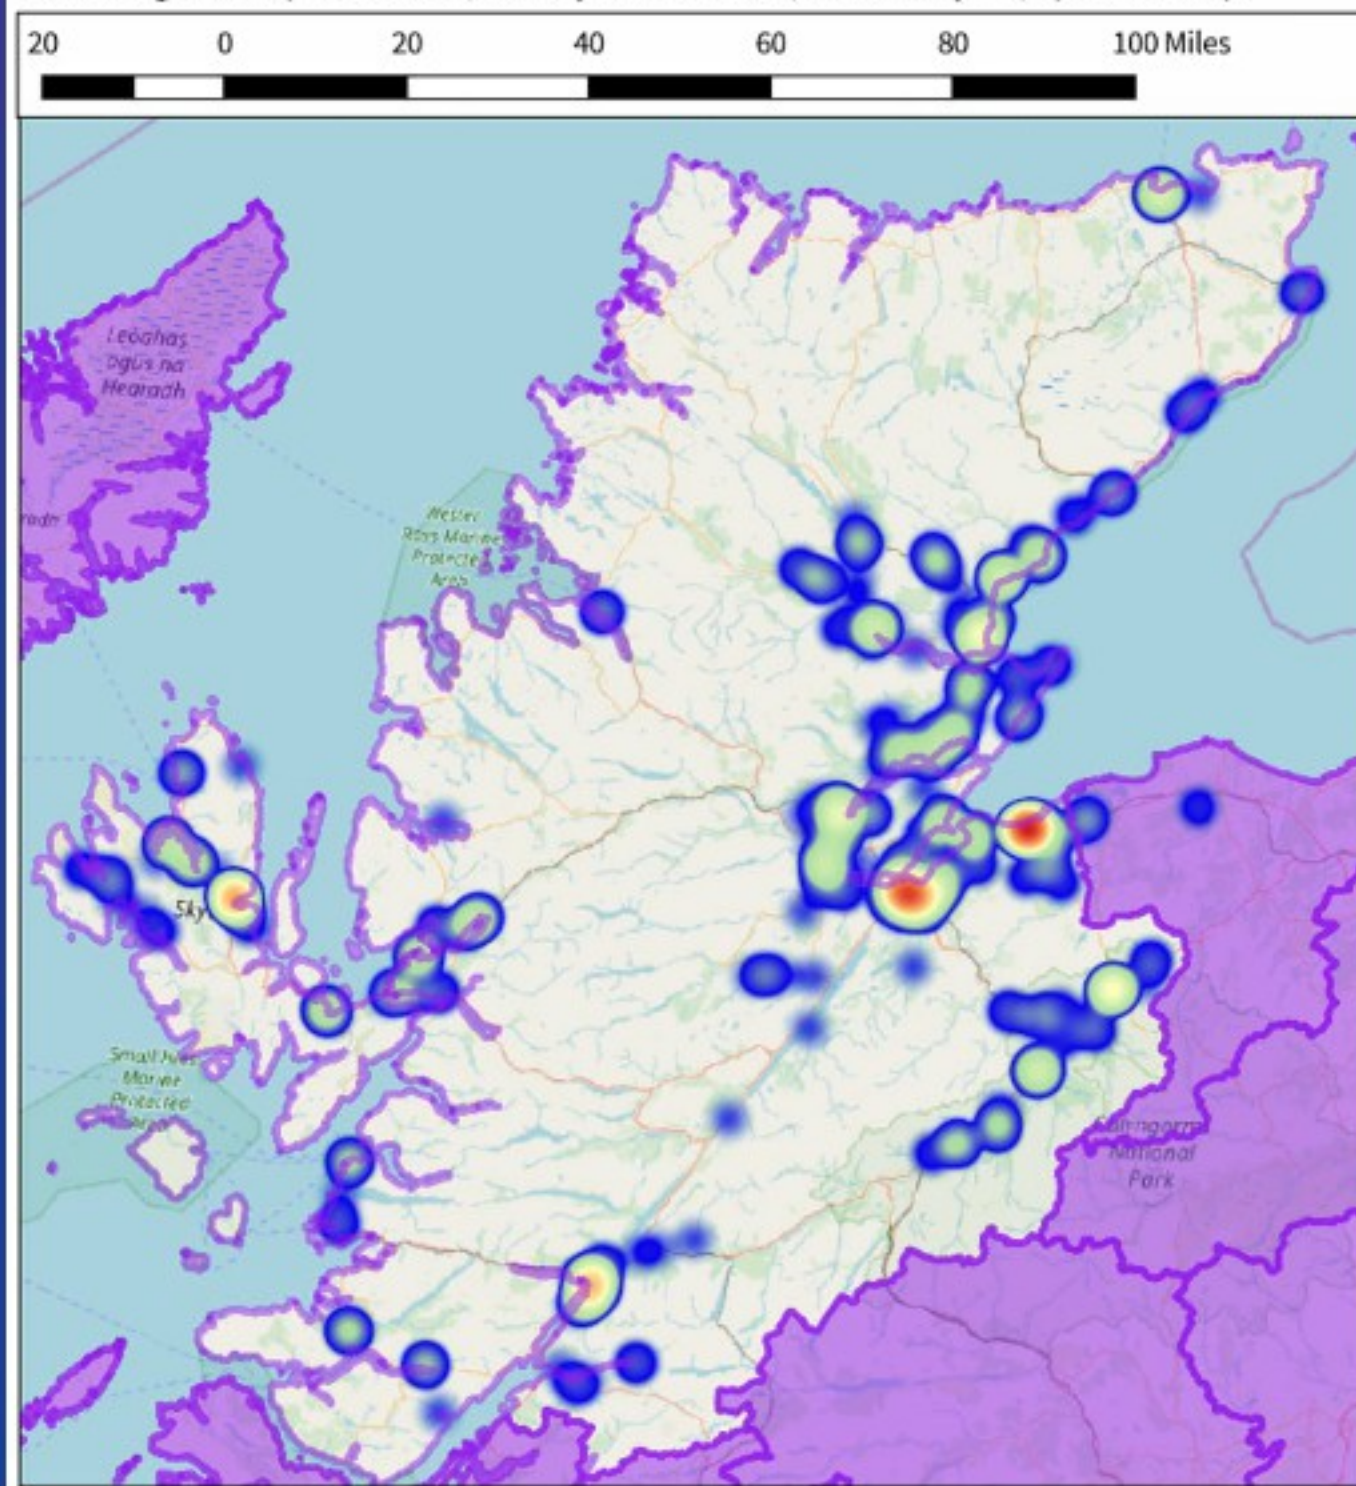 20 0 20 40 60 80 100 Miles
Leòdhas
agus na
Hearadh
Wester
Ross Marine
Protected
Area
Sky
Small Isles
Marine
Protected
Cairngorms
National
Park